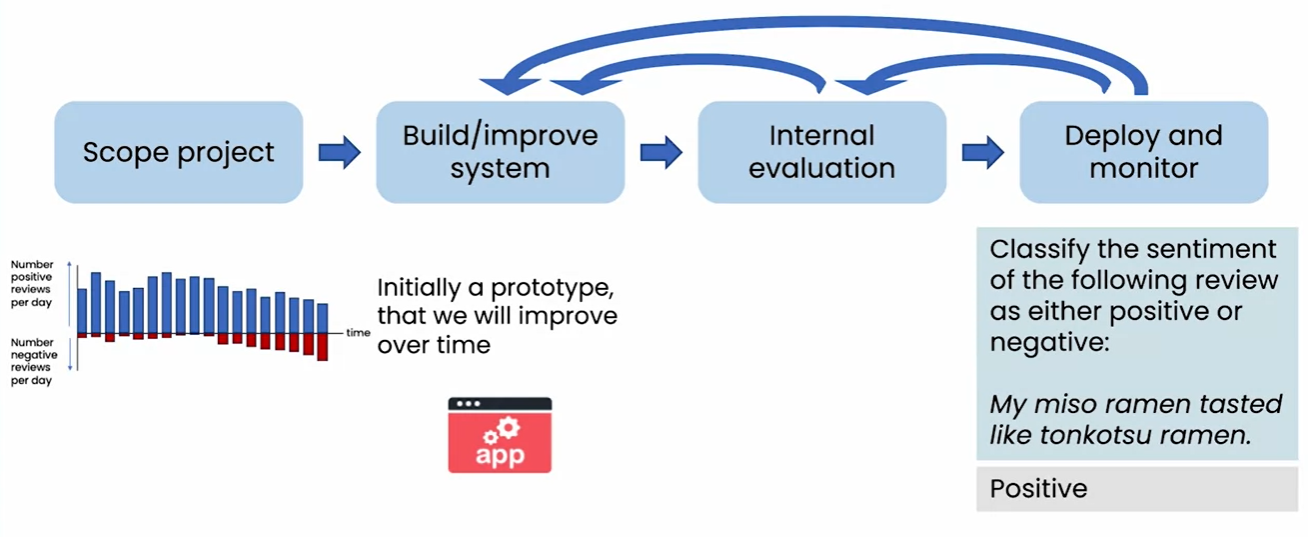 Scope project
Build/improve
system
Internal
evaluation
Deploy and
monitor
Number
positive
reviews
per day
time
Number
negative
reviews
per day
Initially a prototype,
that we will improve
over time
app
Classify the sentiment
of the following review
as either positive or
negative:
My miso ramen tasted
like tonkotsu ramen.
Positive